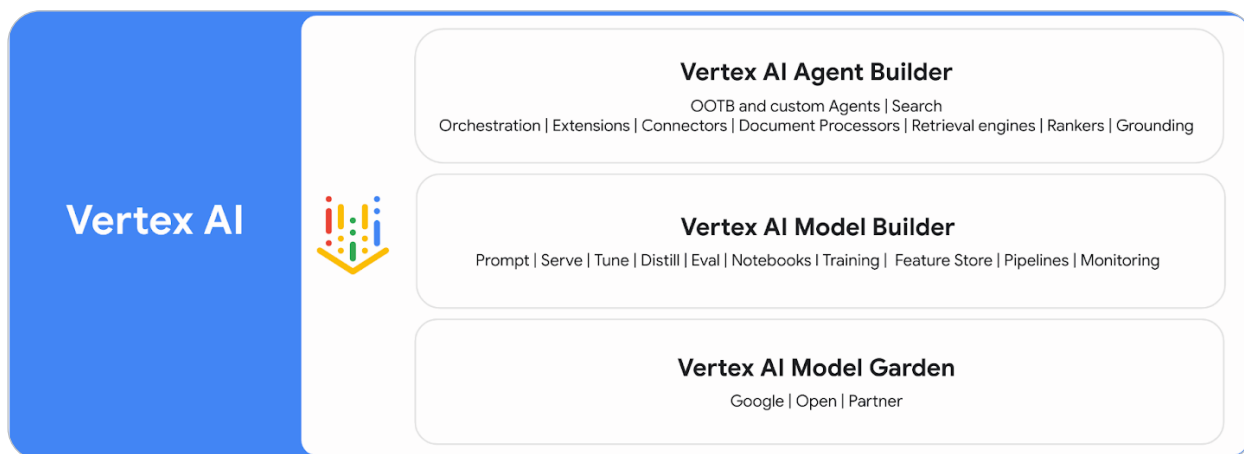 Vertex AI
Vertex AI Agent Builder
OOTB and custom Agents | Search
Orchestration | Extensions | Connectors | Document Processors | Retrieval engines | Rankers | Grounding
Vertex AI Model Builder
Prompt | Serve | Tune | Distill | Eval | Notebooks I Training | Feature Store | Pipelines | Monitoring
Vertex AI Model Garden
Google | Open | Partner